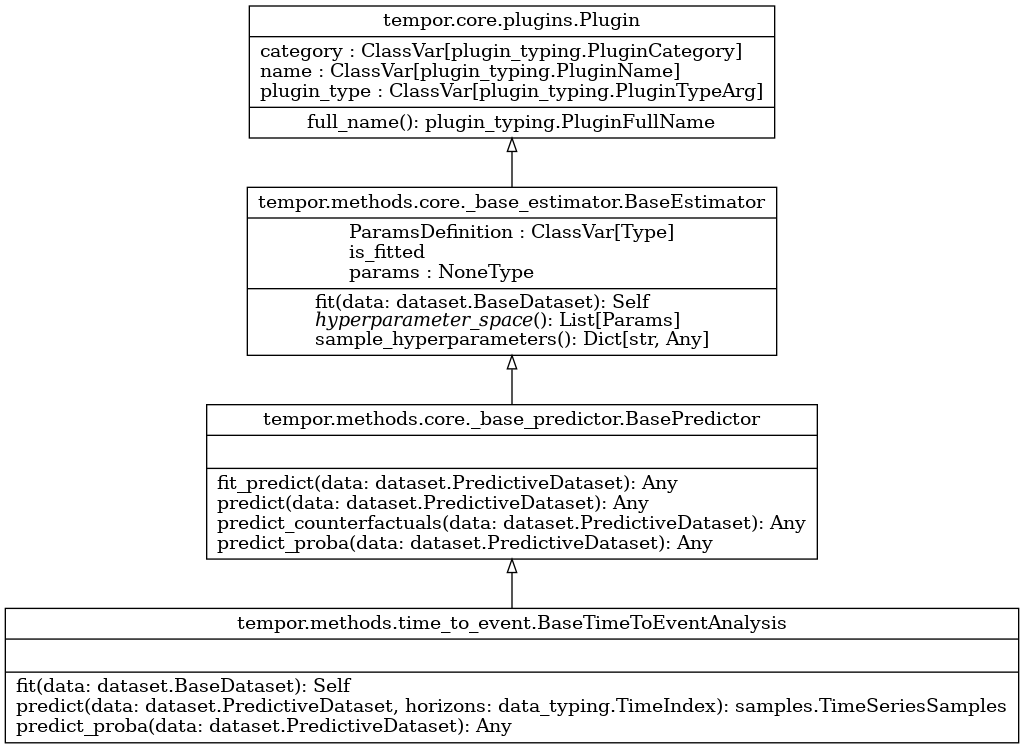 tempor.core.plugins.Plugin
category : ClassVar[plugin_typing.PluginCategory]
name : ClassVar[plugin_typing.PluginName]
plugin_type : ClassVar[plugin_typing.PluginTypeArg]
full_name(): plugin_typing.PluginFullName
tempor.methods.core._base_estimator.BaseEstimator
ParamsDefinition : ClassVar[Type]
is_fitted
params : NoneType
fit(data: dataset.BaseDataset): Self
hyperparameter_space(): List[Params]
sample_hyperparameters(): Dict[str, Any]
tempor.methods.core._base_predictor.BasePredictor
fit_predict(data: dataset.PredictiveDataset): Any
predict(data: dataset.PredictiveDataset): Any
predict_counterfactuals(data: dataset.PredictiveDataset): Any
predict_proba(data: dataset.PredictiveDataset): Any
tempor.methods.time_to_event.BaseTimeToEventAnalysis
fit(data: dataset.BaseDataset): Self
predict(data: dataset.PredictiveDataset, horizons: data_typing.TimeIndex): samples.TimeSeriesSamples
predict_proba(data: dataset.PredictiveDataset): Any